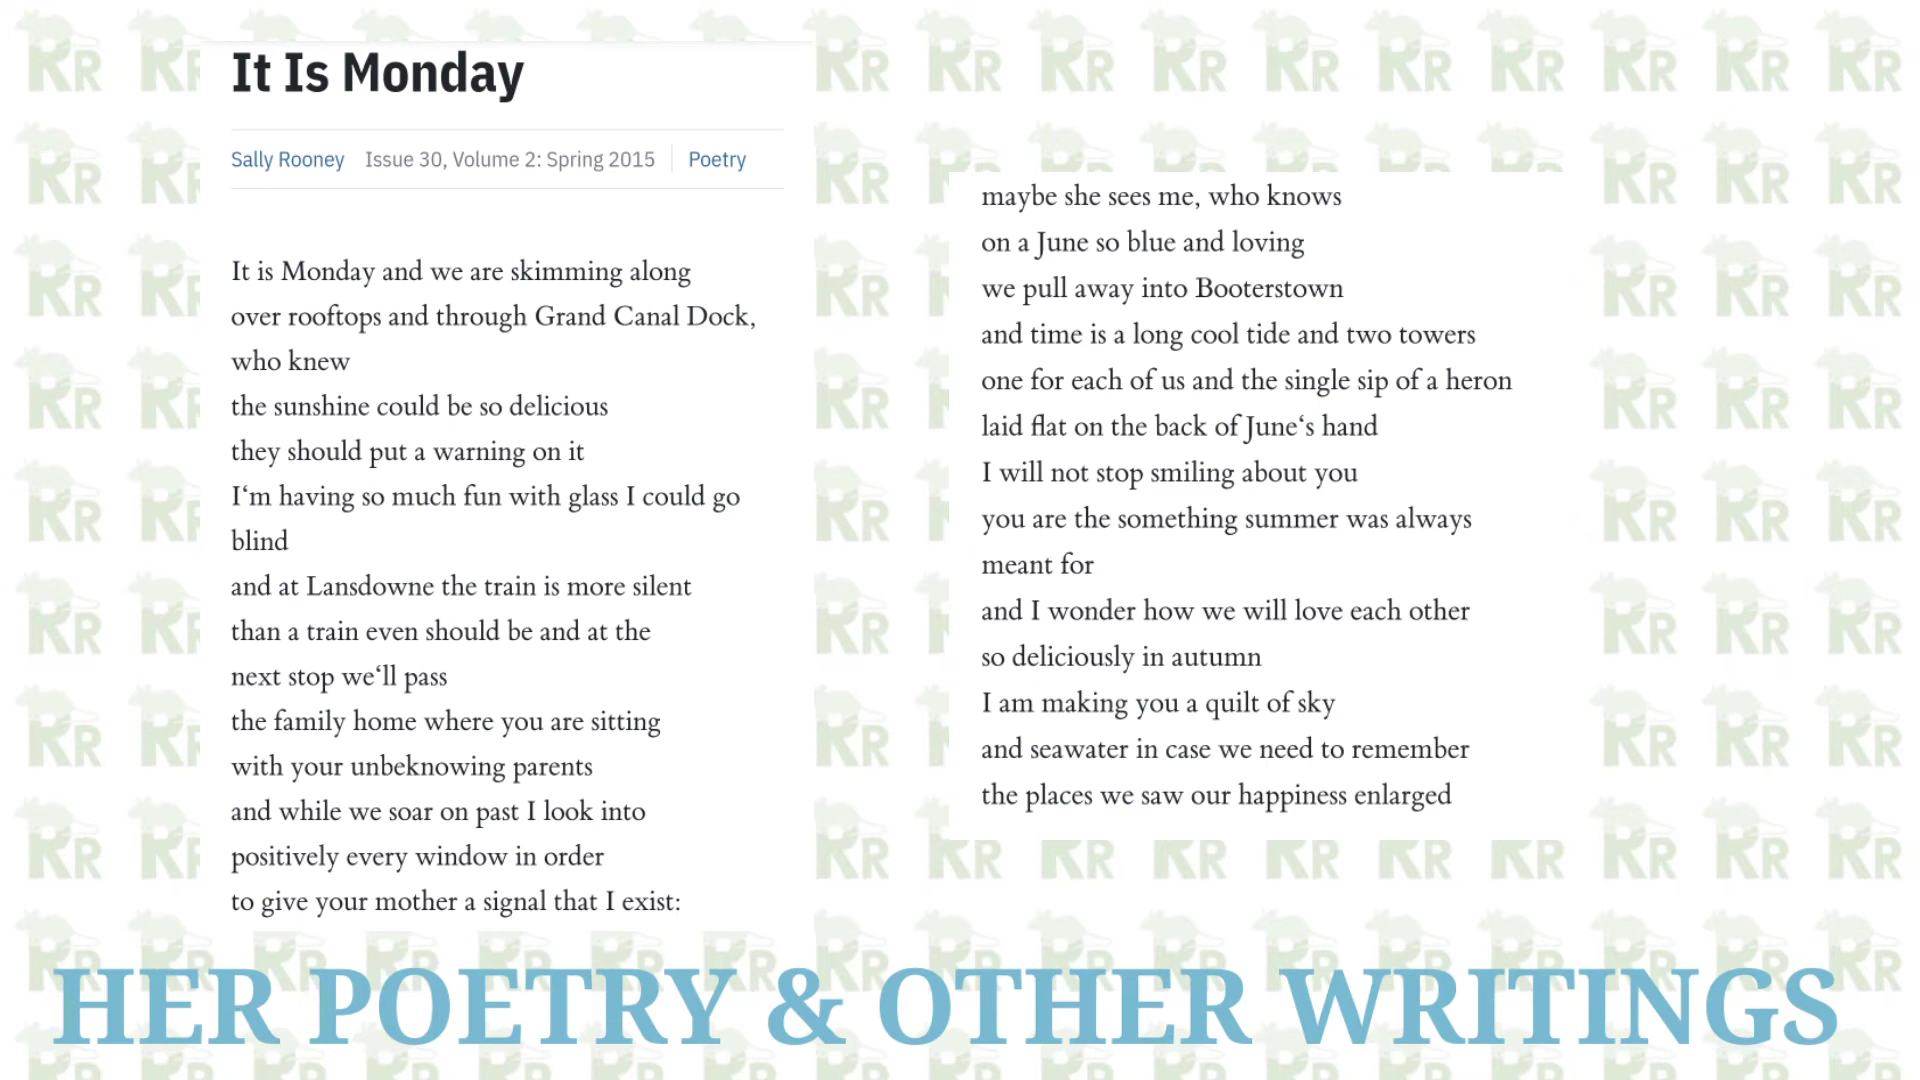 It Is Monday
Sally Rooney Issue 30, Volume 2: Spring 2015 Poetry
It is Monday and we are skimming along
over rooftops and through Grand Canal Dock,
who knew
the sunshine could be so delicious
they should put a warning on it
I‘m having so much fun with glass I could go
blind
and at Lansdowne the train is more silent
than a train even should be and at the
next stop we‘ll pass
the family home where you are sitting
with your unbeknowing parents
and while we soar on past I look into
positively every window in order
to give your mother a signal that I exist:
maybe she sees me, who knows
on a June so blue and loving
we pull away into Booterstown
and time is a long cool tide and two towers
one for each of us and the single sip of a heron
laid flat on the back of June‘s hand
I will not stop smiling about you
you are the something summer was always
meant for
and I wonder how we will love each other
so deliciously in autumn
I am making you a quilt of sky
and seawater in case we need to remember
the places we saw our happiness enlarged
HER POETRY & OTHER WRITINGS